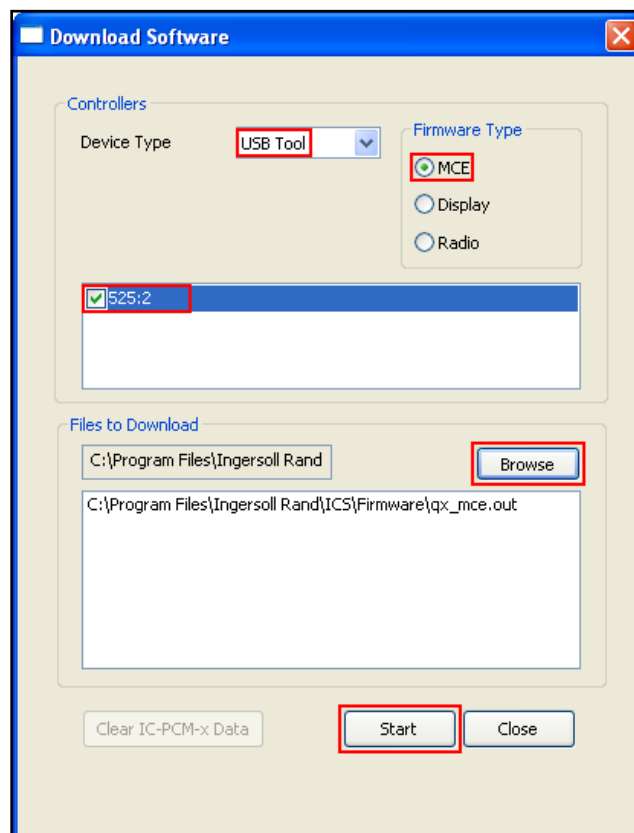 Download Software
Controllers
Device Type
USB Tool
Firmware Type
MCE
Display
Radio
525:2
Files to Download
C:\Program Files\Ingersoll Rand
Browse
C:\Program Files\Ingersoll Rand\ICS\Firmware\qx_mce.out
Clear IC-PCM-x Data
Start
Close